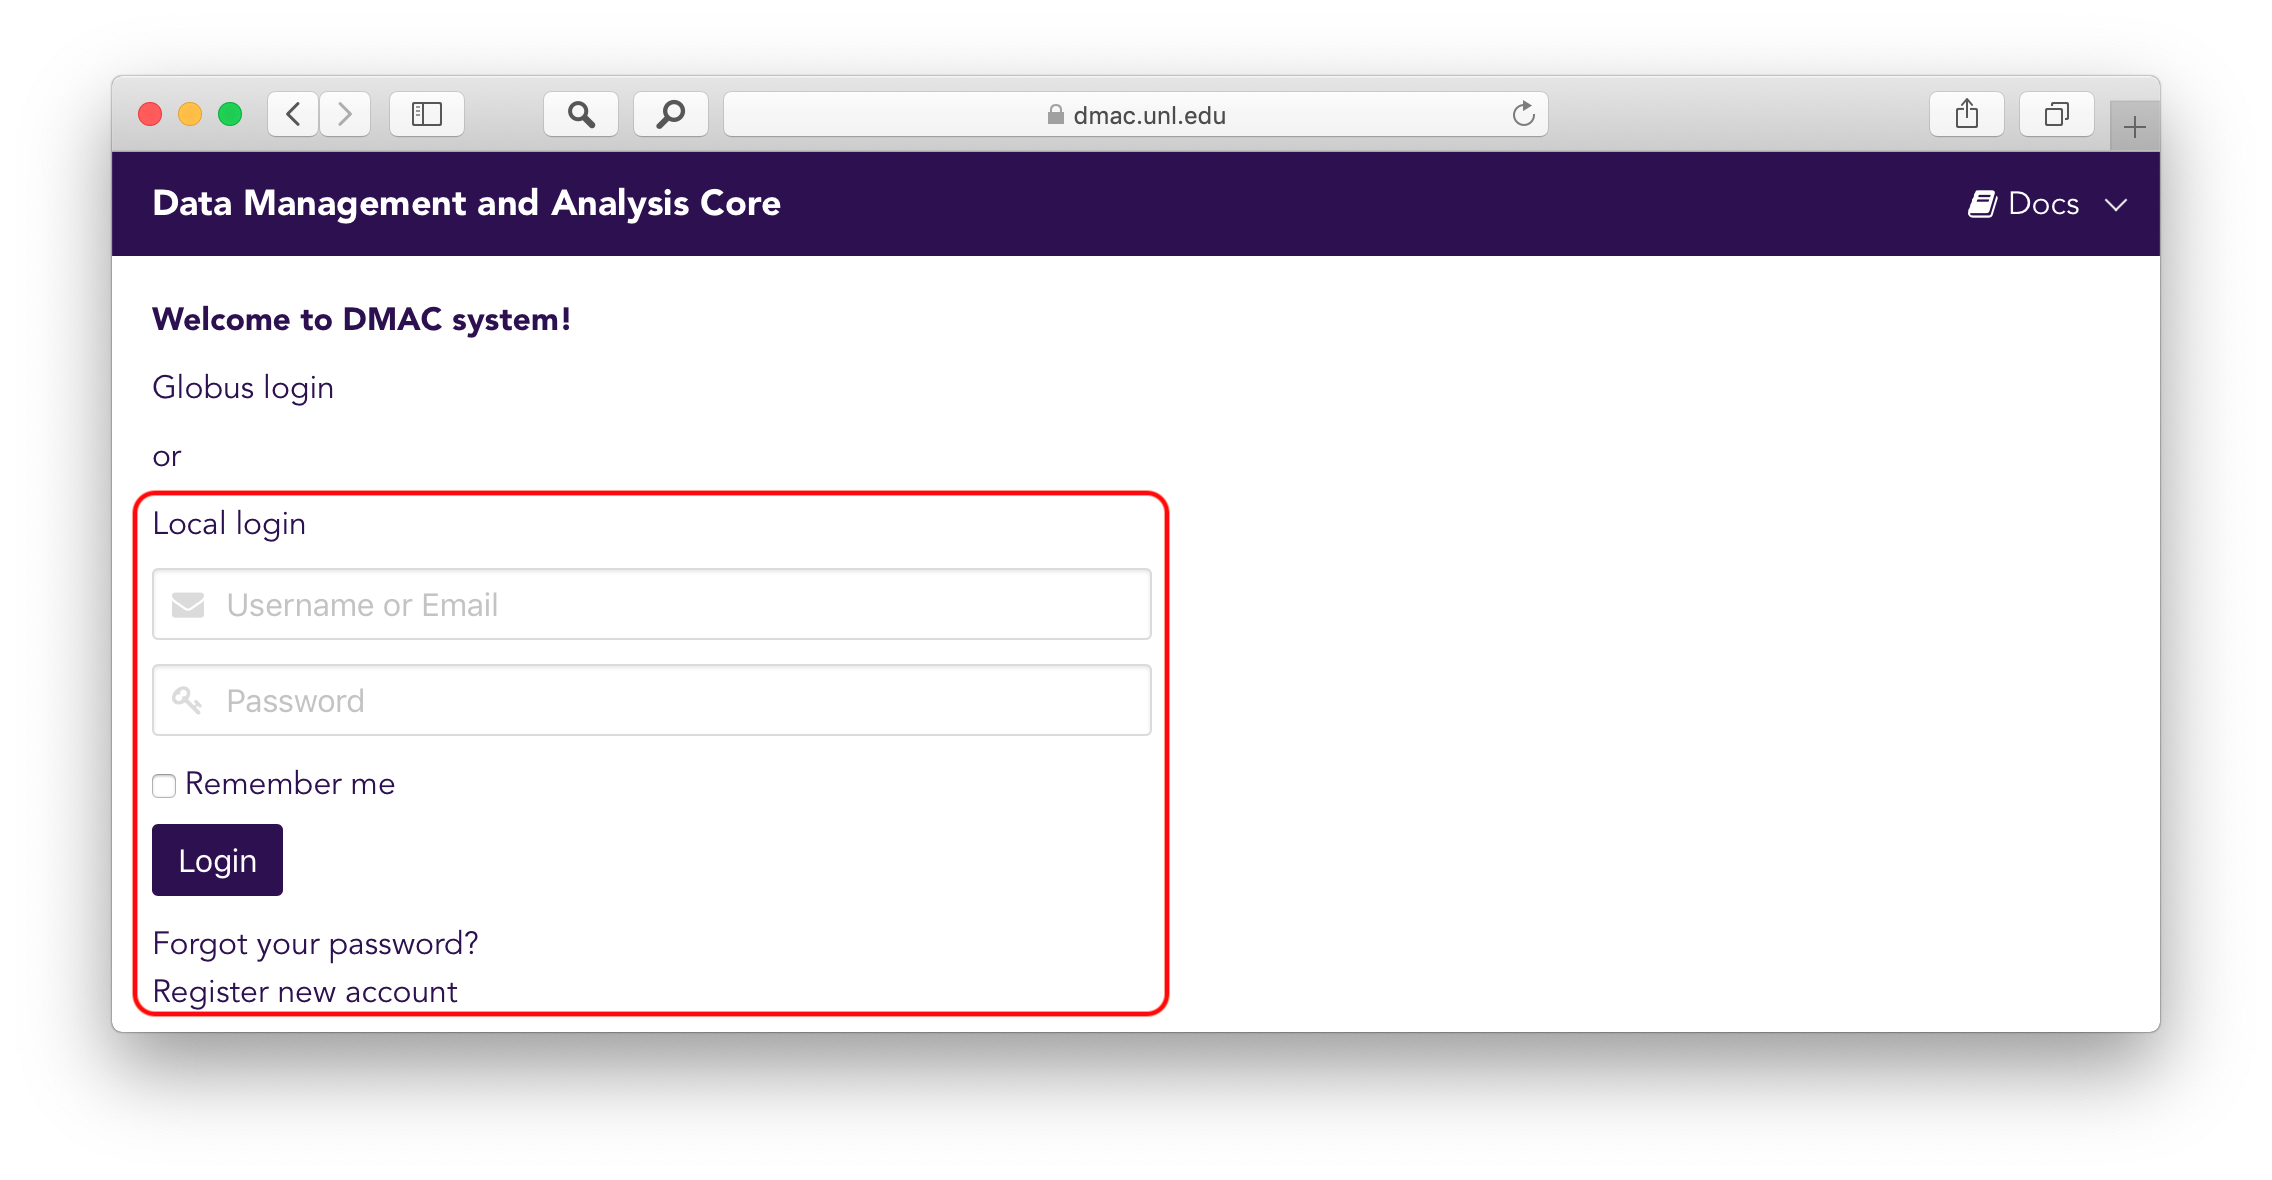 dmac.unl.edu
Data Management and Analysis Core
Docs
Welcome to DMAC system!
Globus login
or
Local login
Username or Email
Password
Remember me
Login
Forgot your password?
Register new account